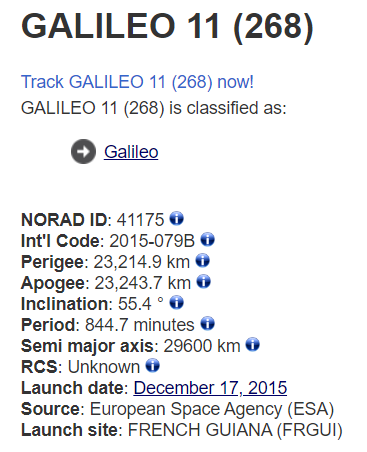 GALILEO 11 (268)
Track GALILEO 11 (268) now!
GALILEO 11 (268) is classified as:
Galileo
NORAD ID: 41175
Int'l Code: 2015-079B
Perigee: 23,214.9 km
Apogee: 23,243.7 km
Inclination: 55.4 °
Period: 844.7 minutes
Semi major axis: 29600 km
RCS: Unknown
Launch date: December 17, 2015
Source: European Space Agency (ESA)
Launch site: FRENCH GUIANA (FRGUI)